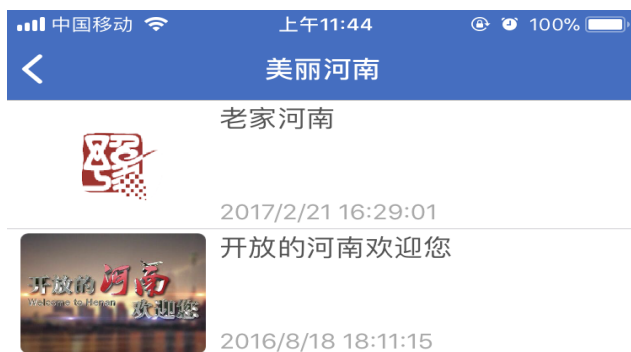 中国移动 上午11:44 100%
美丽河南
老家河南
2017/2/21 16:29:01
开放的河南欢迎您
开放的河南
Welcome to Henan
欢迎您
2016/8/18 18:11:15